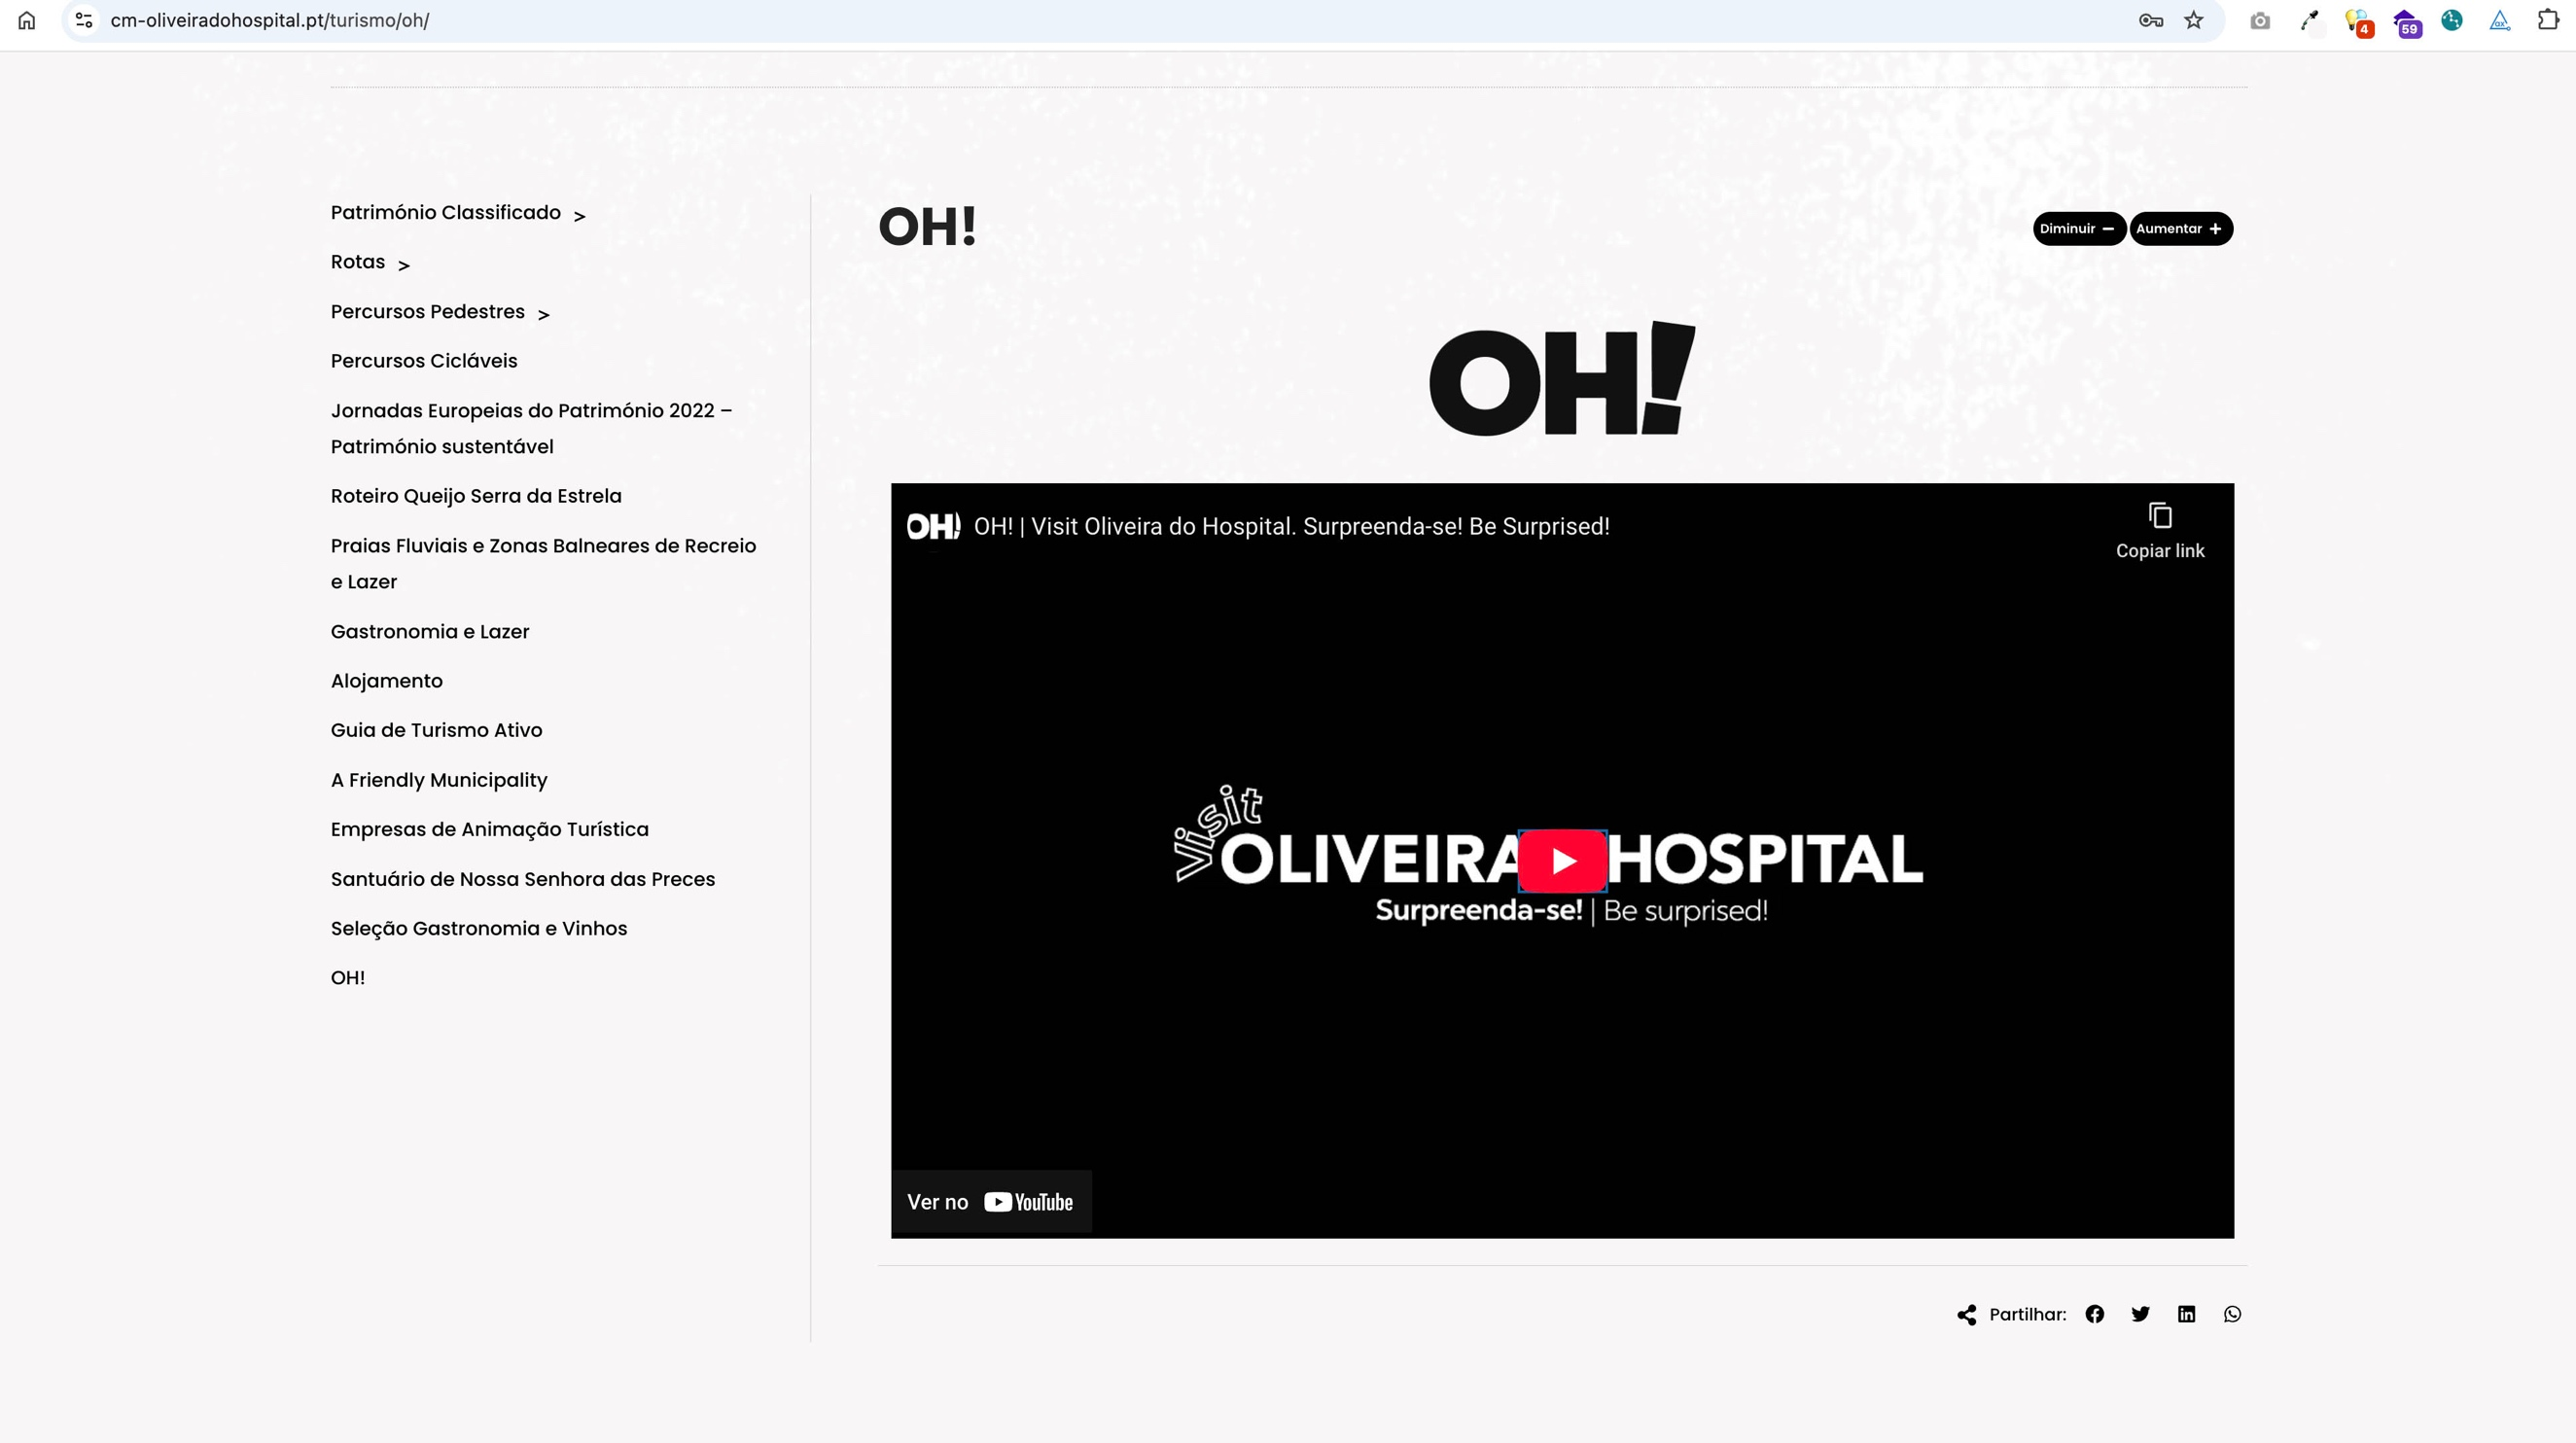 cm-oliveiradohospital.pt/turismo/oh/
4
59
Património Classificado >
Rotas >
Percursos Pedestres >
Percursos Cicláveis
Jornadas Europeias do Património 2022 –
Património sustentável
Roteiro Queijo Serra da Estrela
Praias Fluviais e Zonas Balneares de Recreio
e Lazer
Gastronomia e Lazer
Alojamento
Guia de Turismo Ativo
A Friendly Municipality
Empresas de Animação Turística
Santuário de Nossa Senhora das Preces
Seleção Gastronomia e Vinhos
OH!
OH!
Diminuir − Aumentar +
OH!
OH! OH! | Visit Oliveira do Hospital. Surpreenda-se! Be Surprised!
Copiar link
visit
OLIVEIRA HOSPITAL
Surpreenda-se! | Be surprised!
Ver no YouTube
Partilhar: